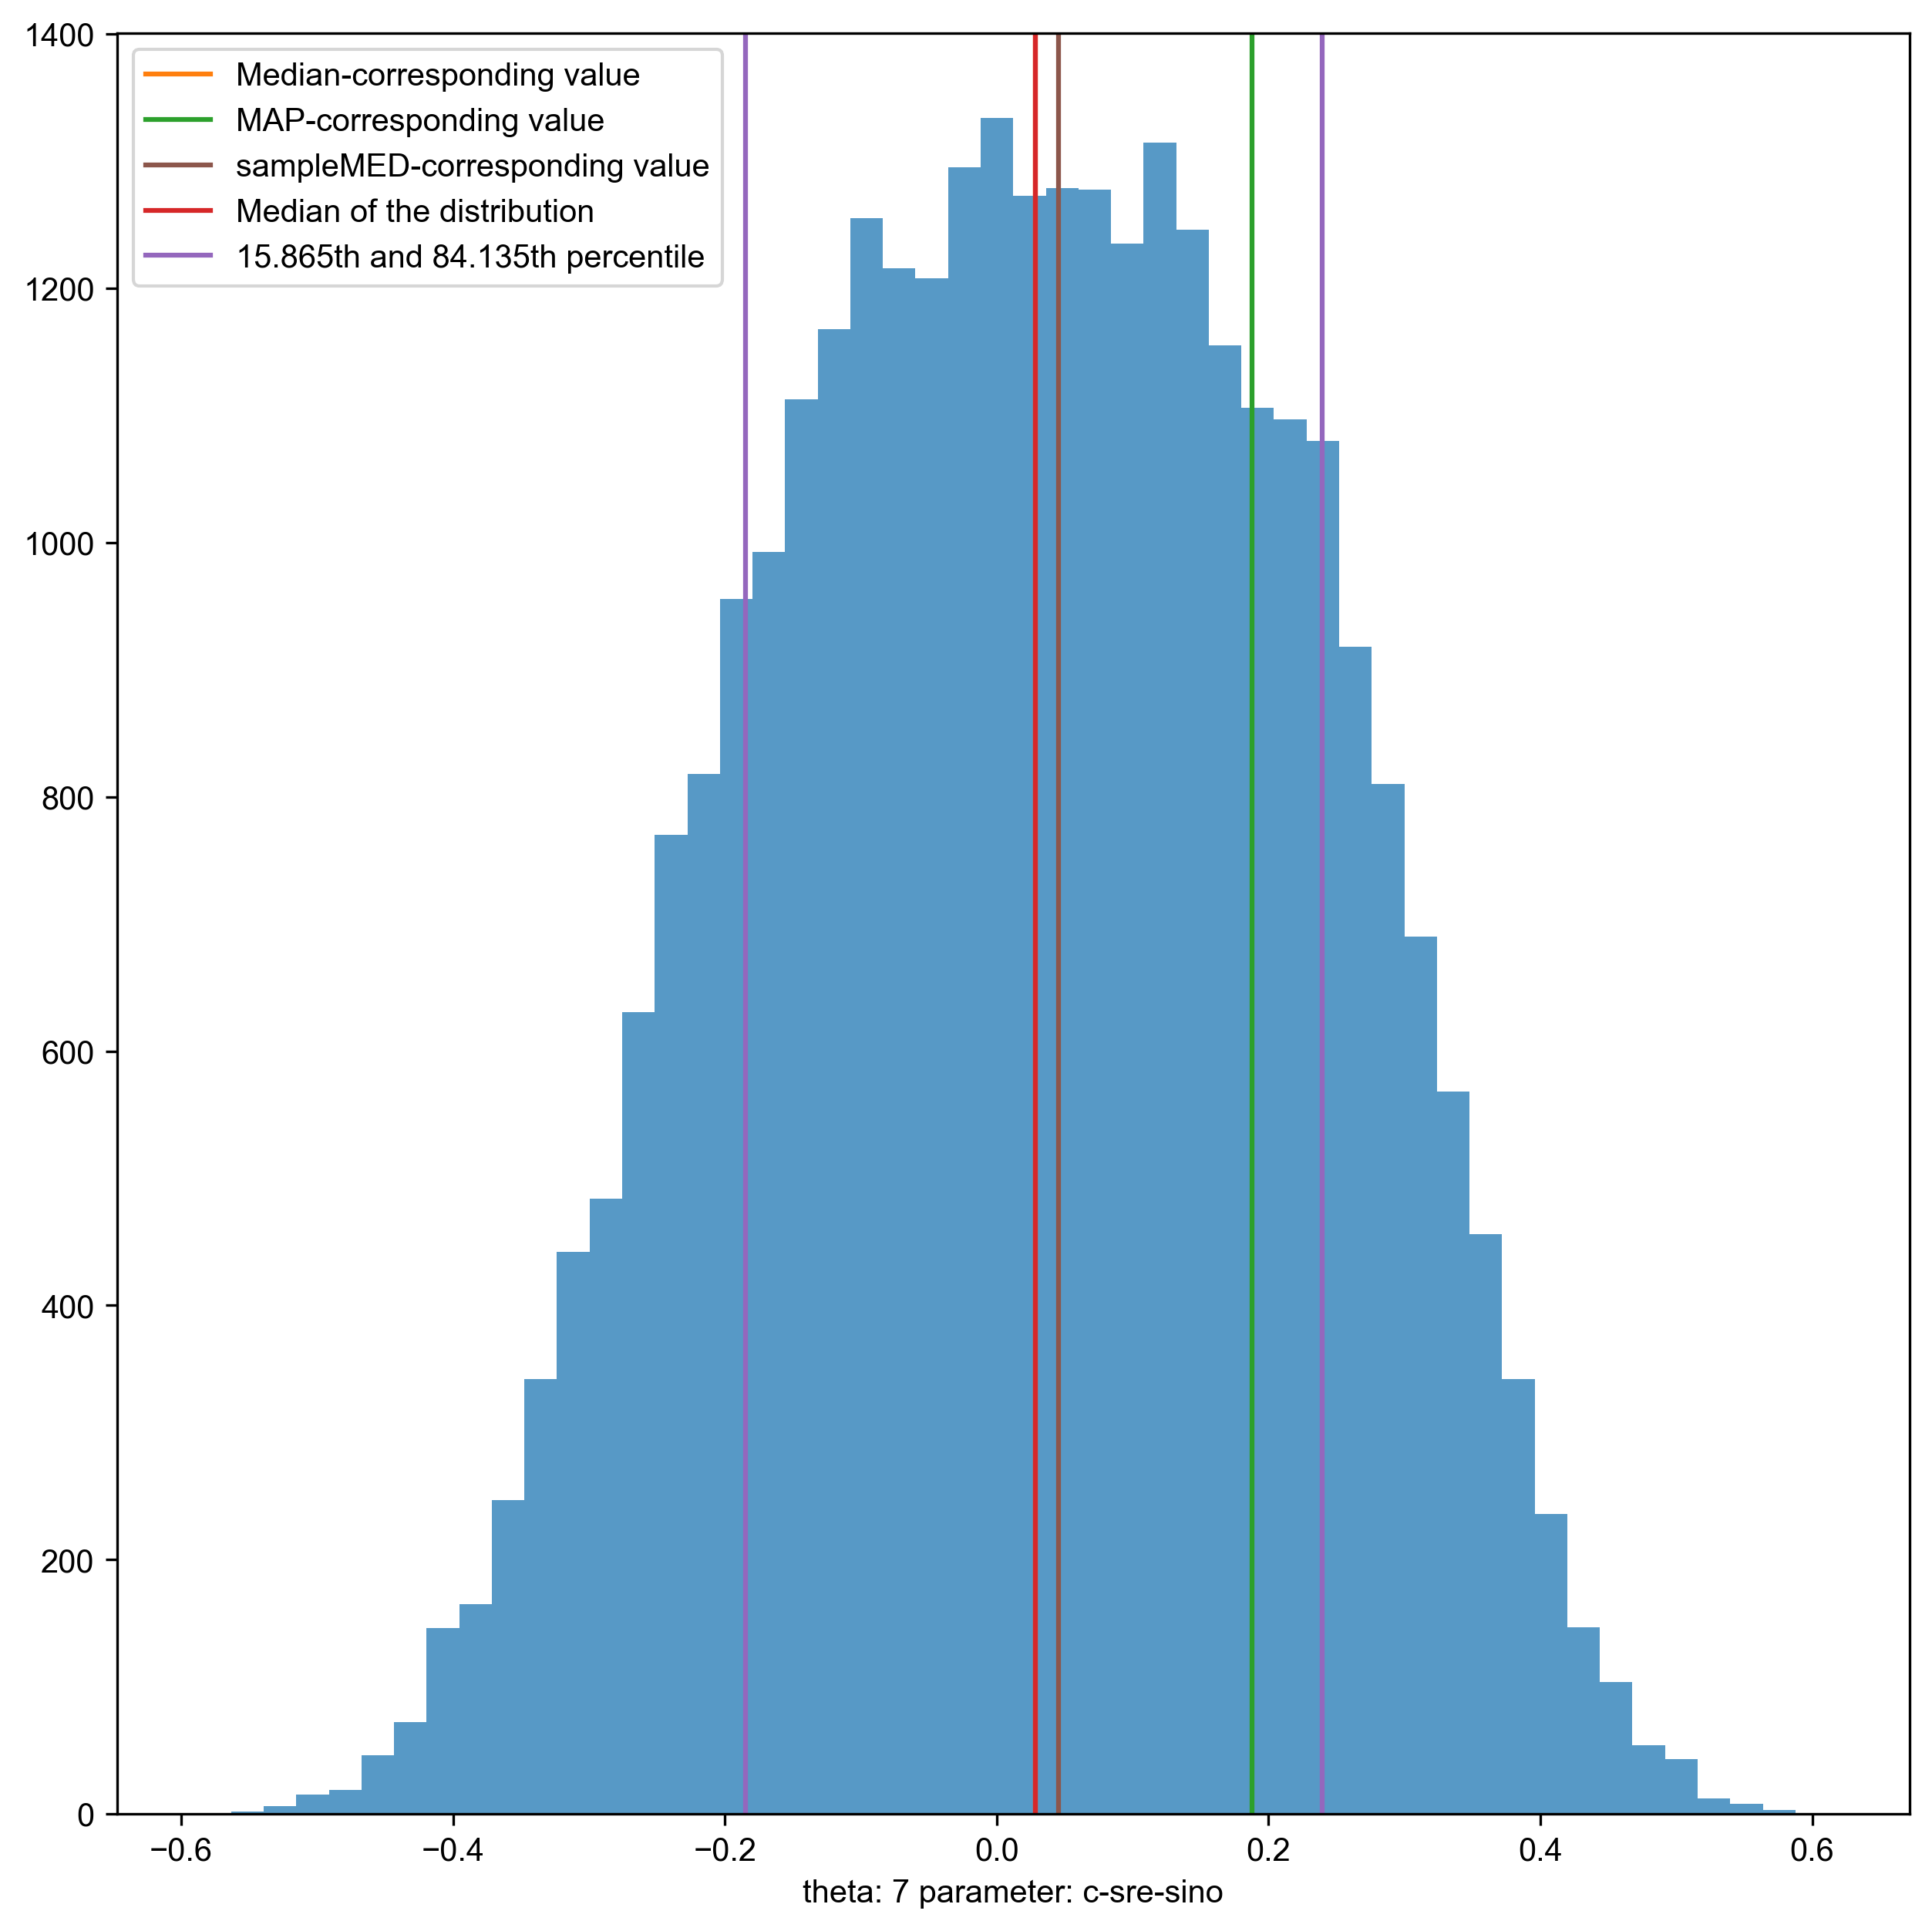 1400
1200
1000
800
600
400
200
0
Median-corresponding value
MAP-corresponding value
sampleMED-corresponding value
Median of the distribution
15.865th and 84.135th percentile
−0.6 −0.4 −0.2 0.0 0.2 0.4 0.6
theta: 7 parameter: c-sre-sino